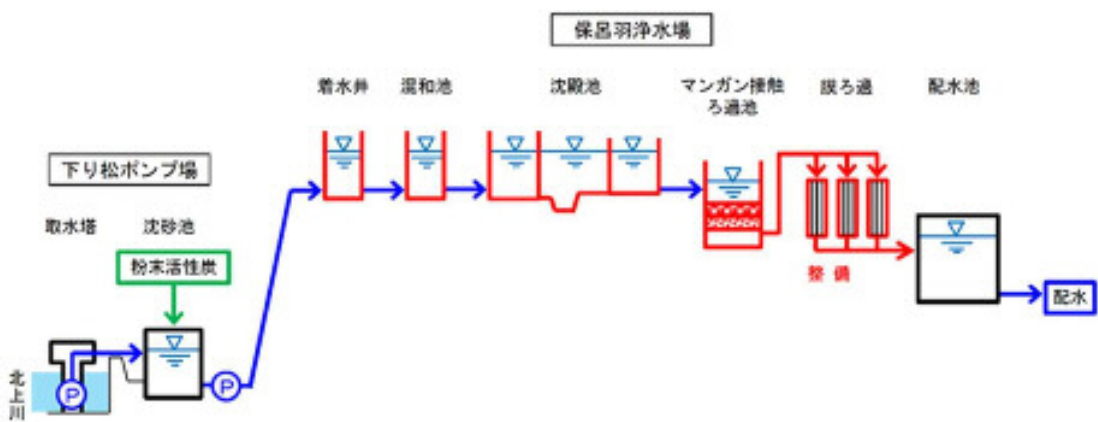 保呂羽浄水場
着水井
混和池
沈殿池
マンガン接触
ろ過池
膜ろ過
配水池
下り松ポンプ場
取水塔
沈砂池
粉末活性炭
整備
配水
北上川
P
P